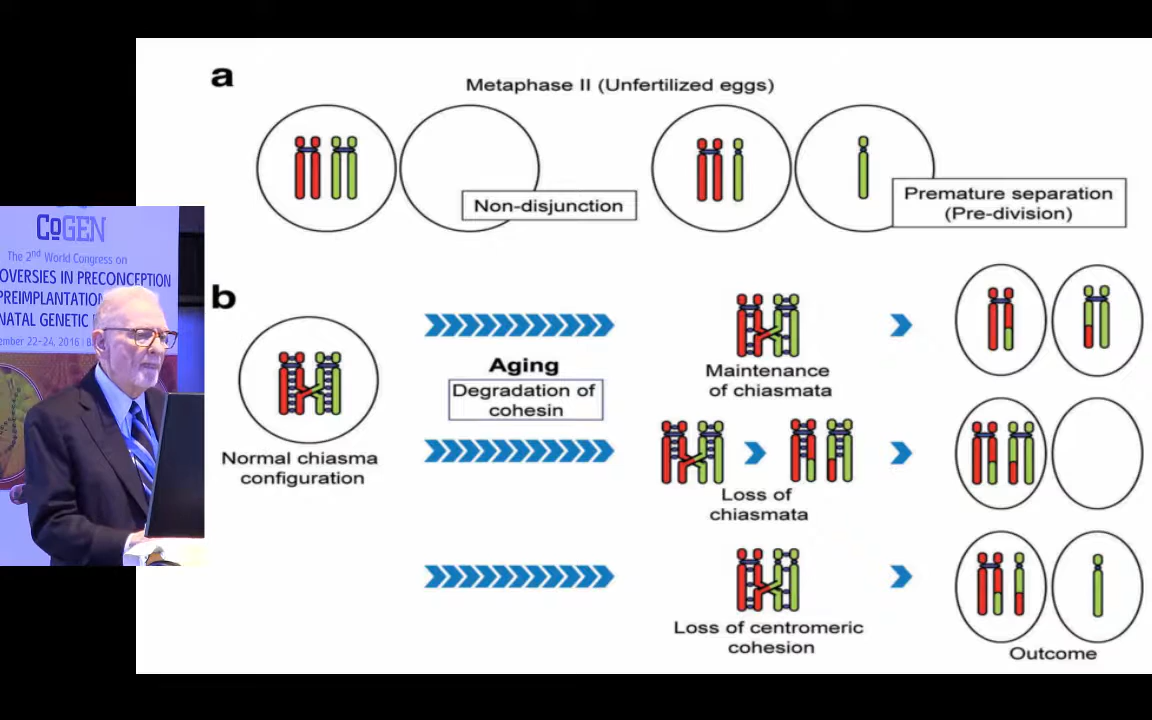 a
Metaphase II (Unfertilized eggs)
Non-disjunction
Premature separation
(Pre-division)
CoGEN
The 2nd World Congress on
OVERSIES IN PRECONCEPTION
PREIMPLANTATION
NATAL GENETIC
ember 22-24, 2016
b
Aging
Degradation of
cohesin
Normal chiasma
configuration
Maintenance
of chiasmata
Loss of
chiasmata
Loss of centromeric
cohesion
Outcome